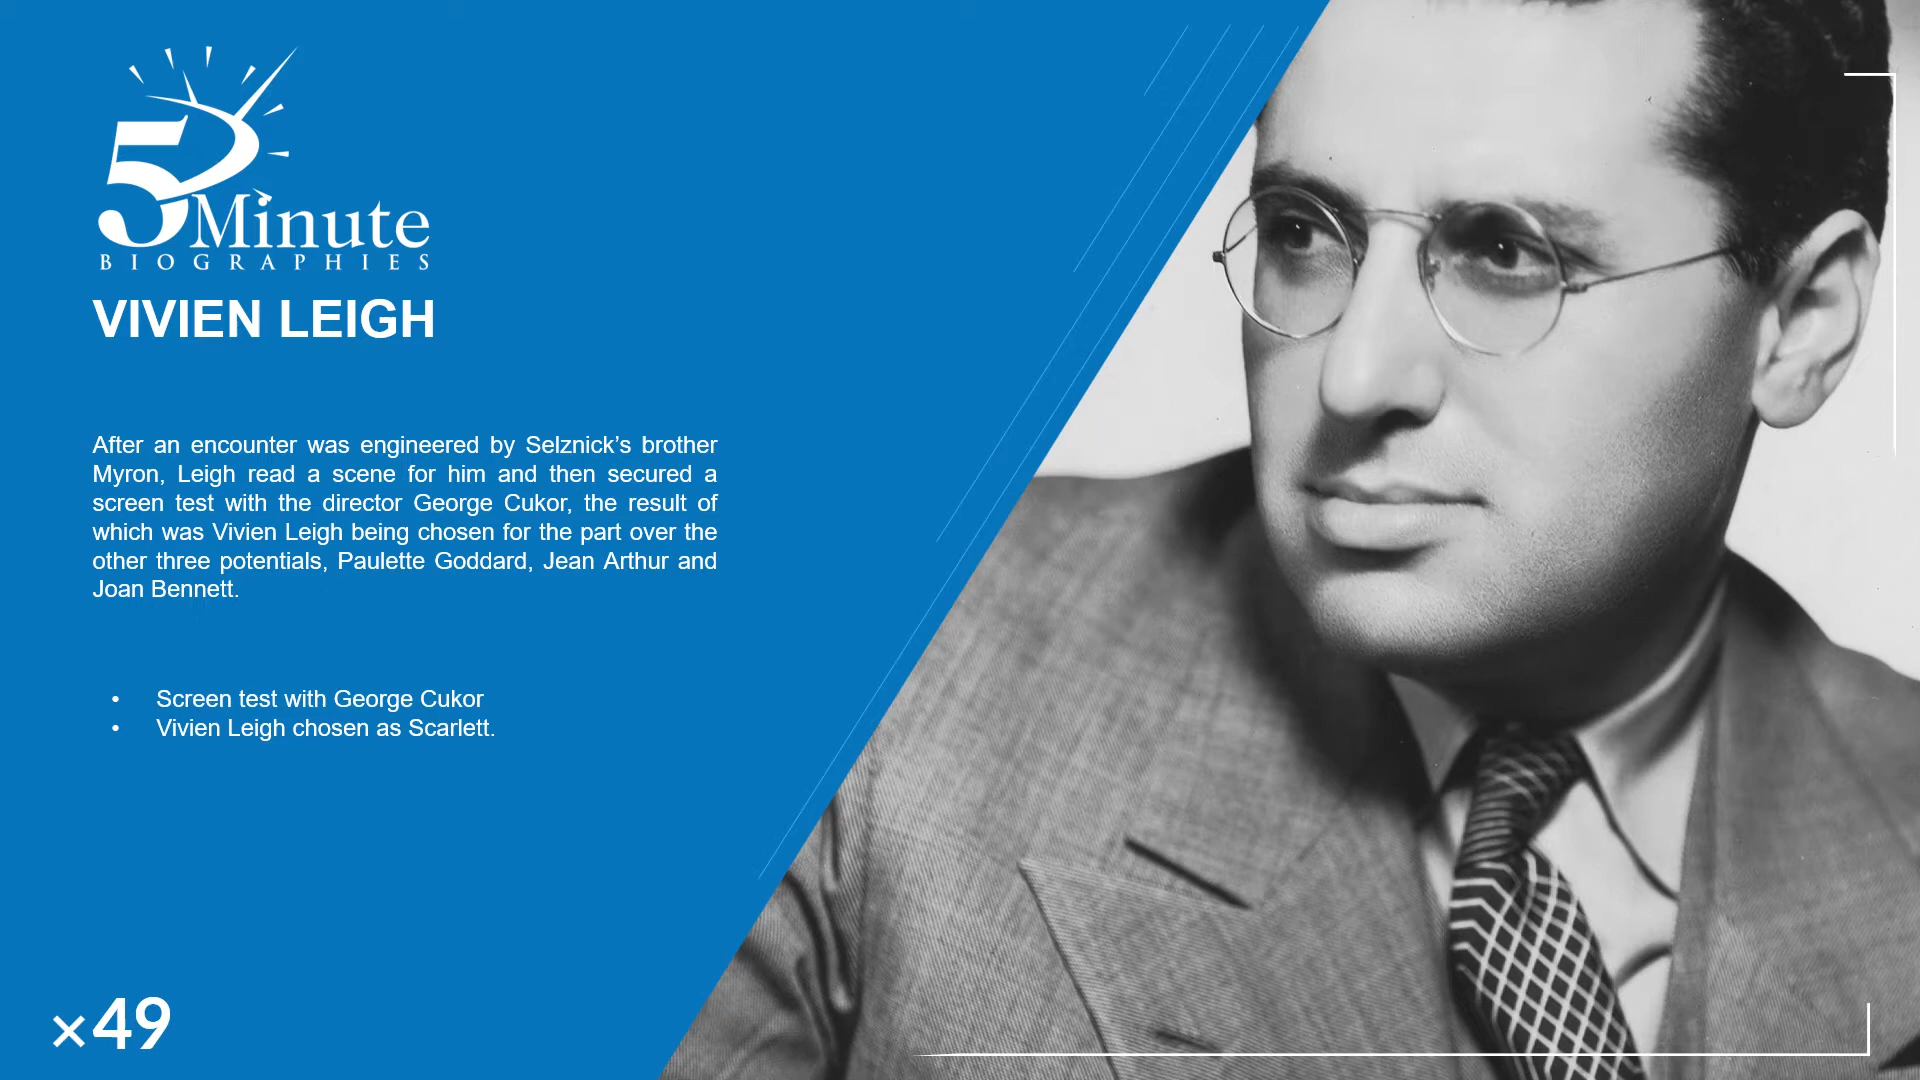 5 Minute
BIOGRAPHIES
VIVIEN LEIGH
After an encounter was engineered by Selznick’s brother
Myron, Leigh read a scene for him and then secured a
screen test with the director George Cukor, the result of
which was Vivien Leigh being chosen for the part over the
other three potentials, Paulette Goddard, Jean Arthur and
Joan Bennett.
• Screen test with George Cukor
• Vivien Leigh chosen as Scarlett.
×49